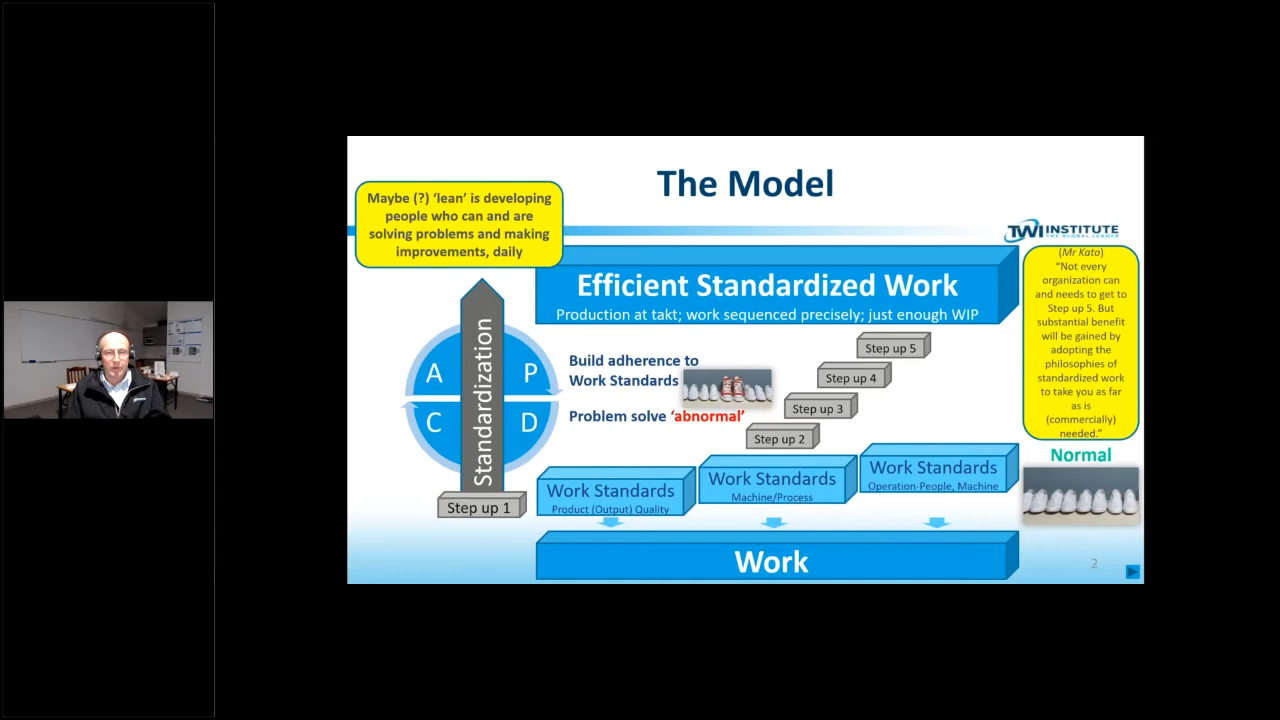 The Model
Maybe (?) ‘lean’ is developing
people who can and are
solving problems and making
improvements, daily
TWI INSTITUTE
THE GLOBAL LEADER
Efficient Standardized Work
Production at takt; work sequenced precisely; just enough WIP
(Mr Kato)
“Not every
organization can
and needs to get to
Step up 5. But
substantial benefit
will be gained by
adopting the
philosophies of
standardized work
to take you as far
as is
(commercially)
needed.”
Standardization
A
P
C
D
Build adherence to
Work Standards
Problem solve ‘abnormal’
Step up 5
Step up 4
Step up 3
Step up 2
Step up 1
Work Standards
Product (Output) Quality
Work Standards
Machine/Process
Work Standards
Operation-People, Machine
Normal
Work
2